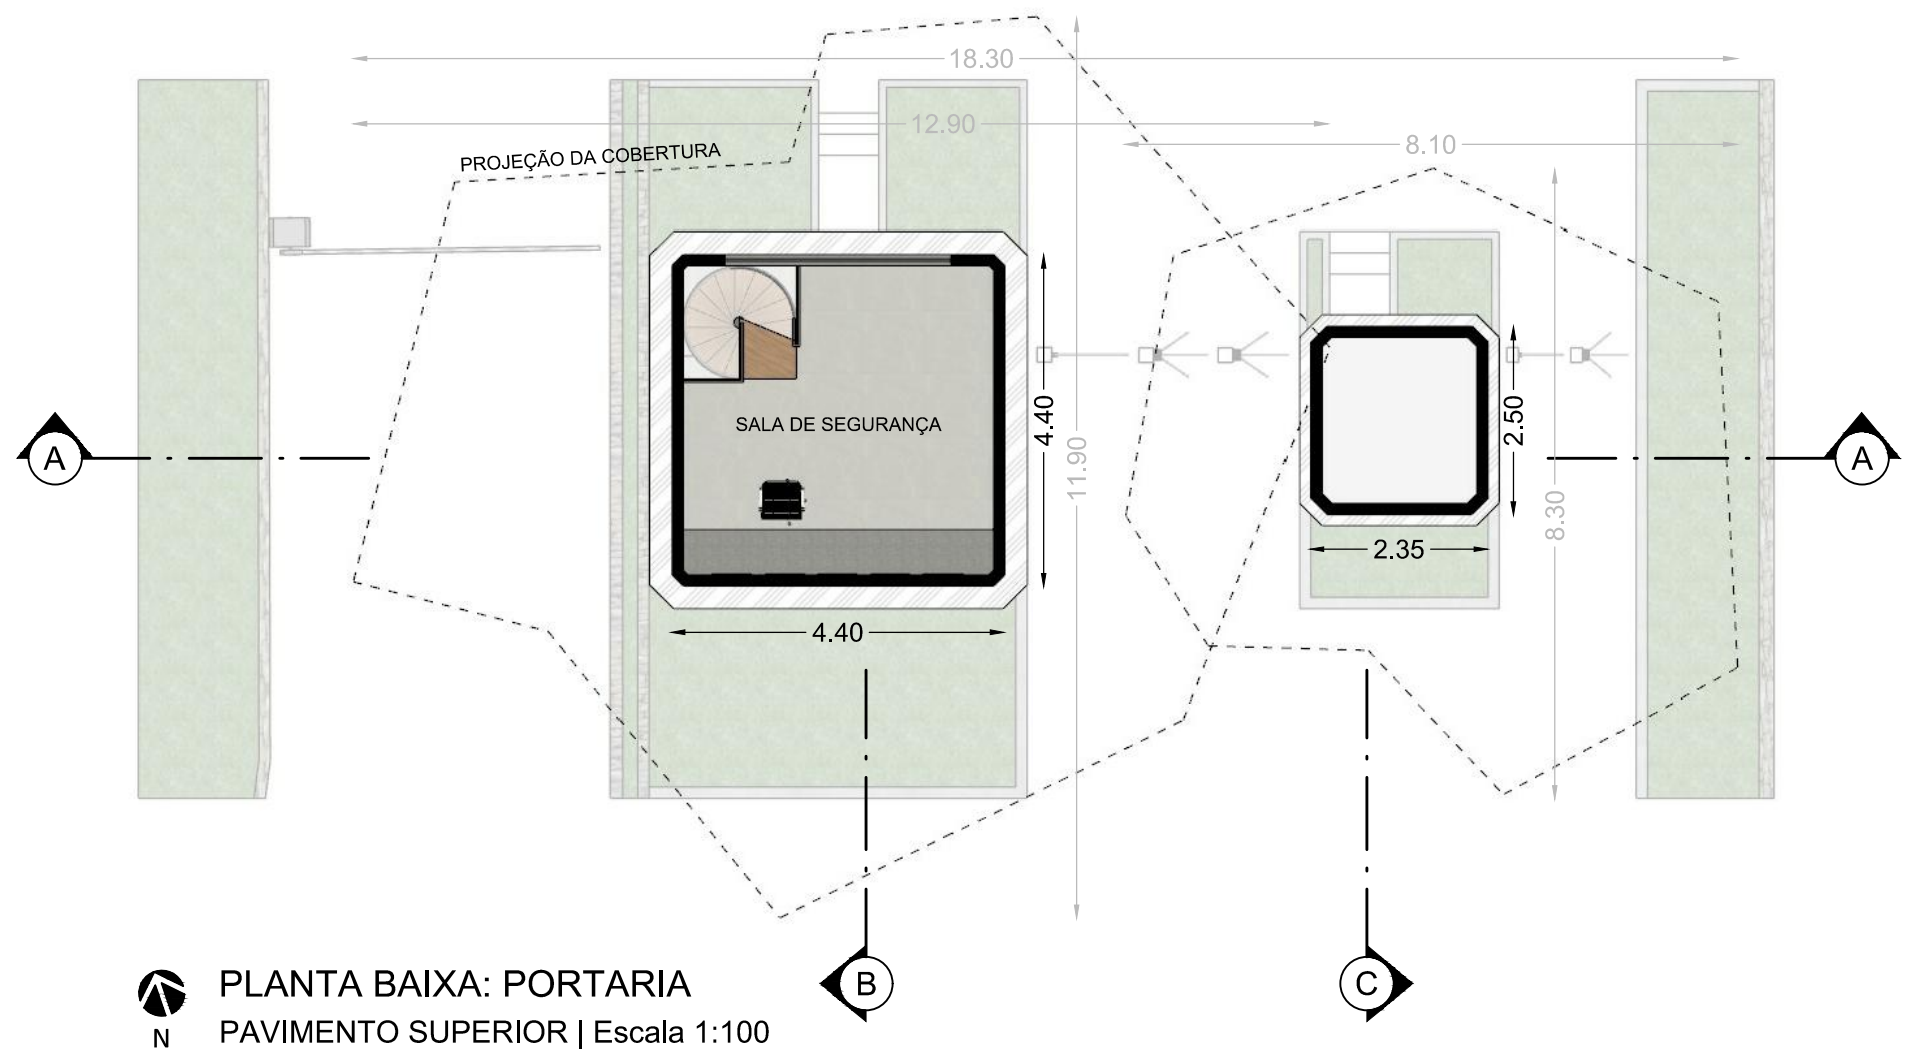 18.30
12.90
8.10
PROJEÇÃO DA COBERTURA
SALA DE SEGURANÇA
4.40
11.90
2.50
8.30
2.35
4.40
A
A
B
C
PLANTA BAIXA: PORTARIA
N
PAVIMENTO SUPERIOR | Escala 1:100